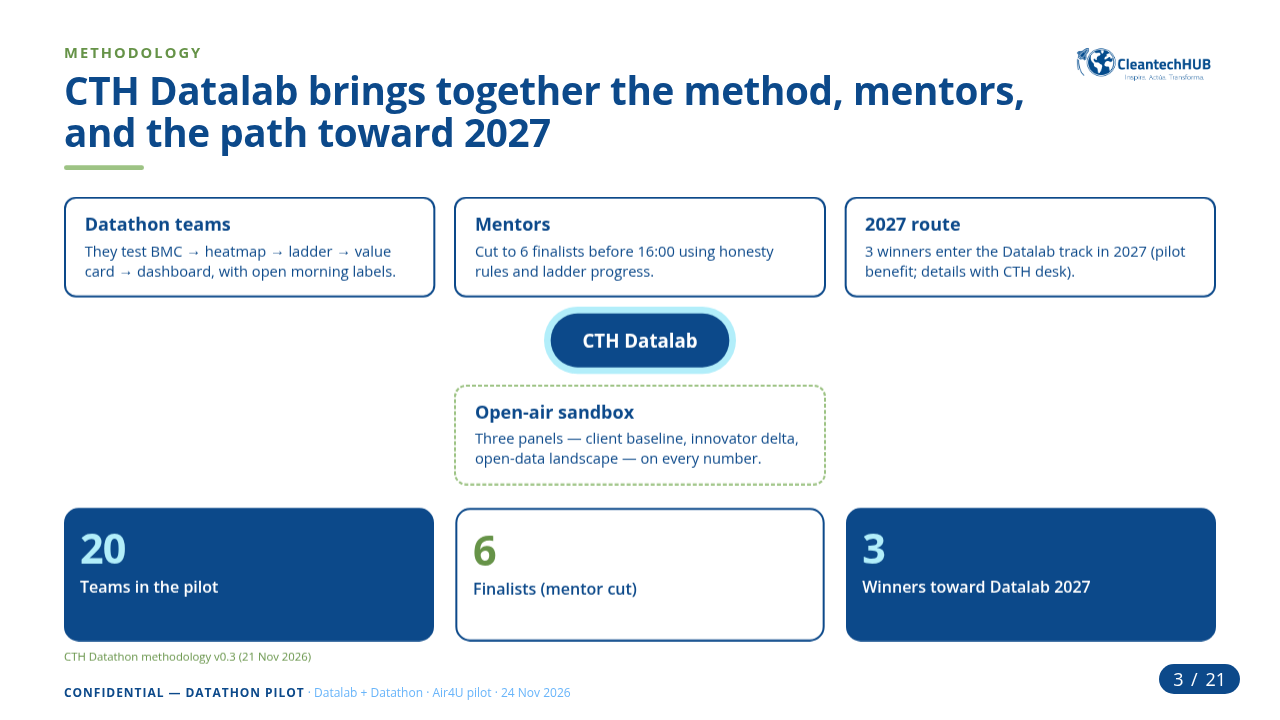 METHODOLOGY
CleantechHUB
Inspira. Actúa. Transforma.
CTH Datalab brings together the method, mentors,
and the path toward 2027
Datathon teams
They test BMC → heatmap → ladder → value
card → dashboard, with open morning labels.
Mentors
Cut to 6 finalists before 16:00 using honesty
rules and ladder progress.
2027 route
3 winners enter the Datalab track in 2027 (pilot
benefit; details with CTH desk).
CTH Datalab
Open-air sandbox
Three panels — client baseline, innovator delta,
open-data landscape — on every number.
20
Teams in the pilot
6
Finalists (mentor cut)
3
Winners toward Datalab 2027
CTH Datathon methodology v0.3 (21 Nov 2026)
CONFIDENTIAL — DATATHON PILOT · Datalab + Datathon · Air4U pilot · 24 Nov 2026
3 / 21